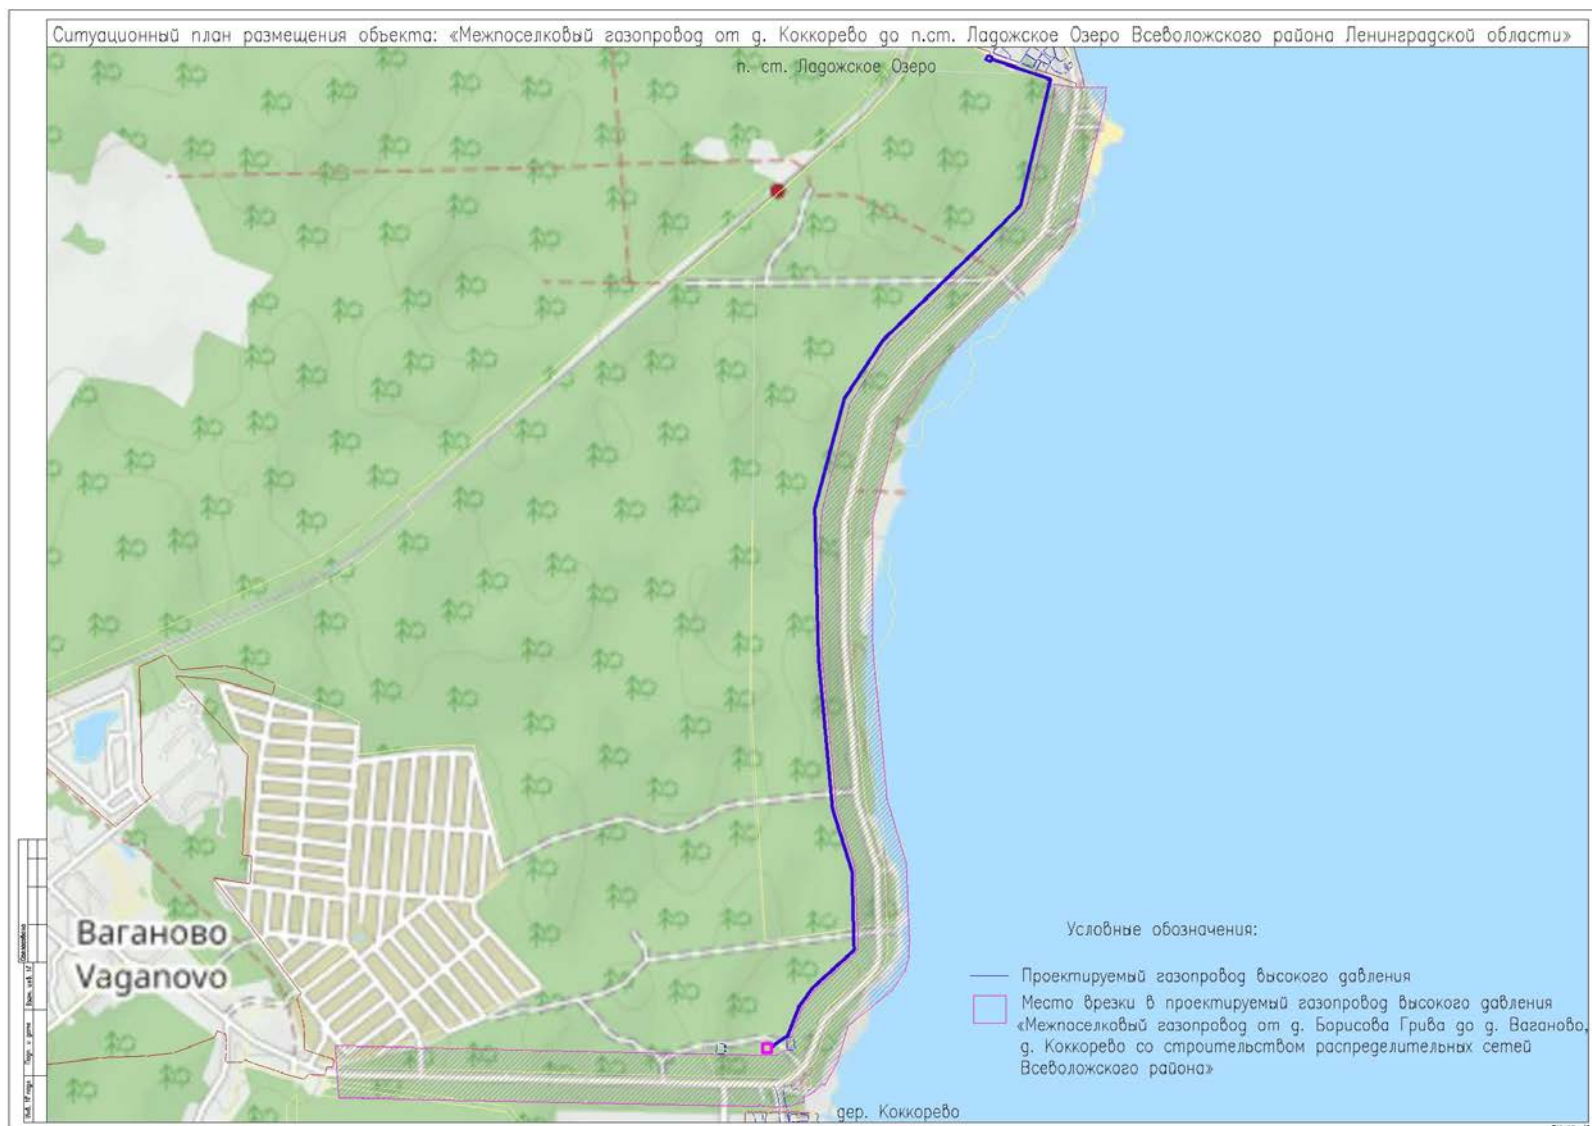 Ситуационный план размещения объекта: «Межпоселковый газопровод от д. Коккорево до п.ст. Ладожское Озеро Всеволожского района Ленинградской области»
п. ст. Ладожское Озеро
Ваганово
Vaganovo
Условные обозначения:
Проектируемый газопровод высокого давления
Место врезки в проектируемый газопровод высокого давления
«Межпоселковый газопровод от д. Борисова Грива до д. Ваганово,
д. Коккорево со строительством распределительных сетей
Всеволожского района»
дер. Коккорево